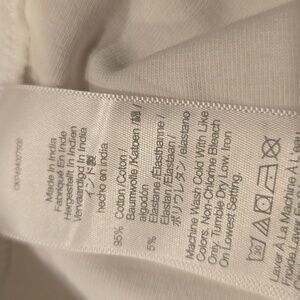 Made In India
Fabriqué En Inde
Hergestellt In Indien
Vervaardigd In India
インド製
hecho en india
95% Cotton/Coton/
Baumwolle/Katoen/綿/
algodón
5% Elastane/Elasthanne/
Elastan/Elastaan/
ポリウレタン/elastano
Machine Wash Cold With Like
Colors. Non-Chlorine Bleach
Only. Tumble Dry Low. Iron
On Lowest Setting.
30
Laver À La Machine À
Froide